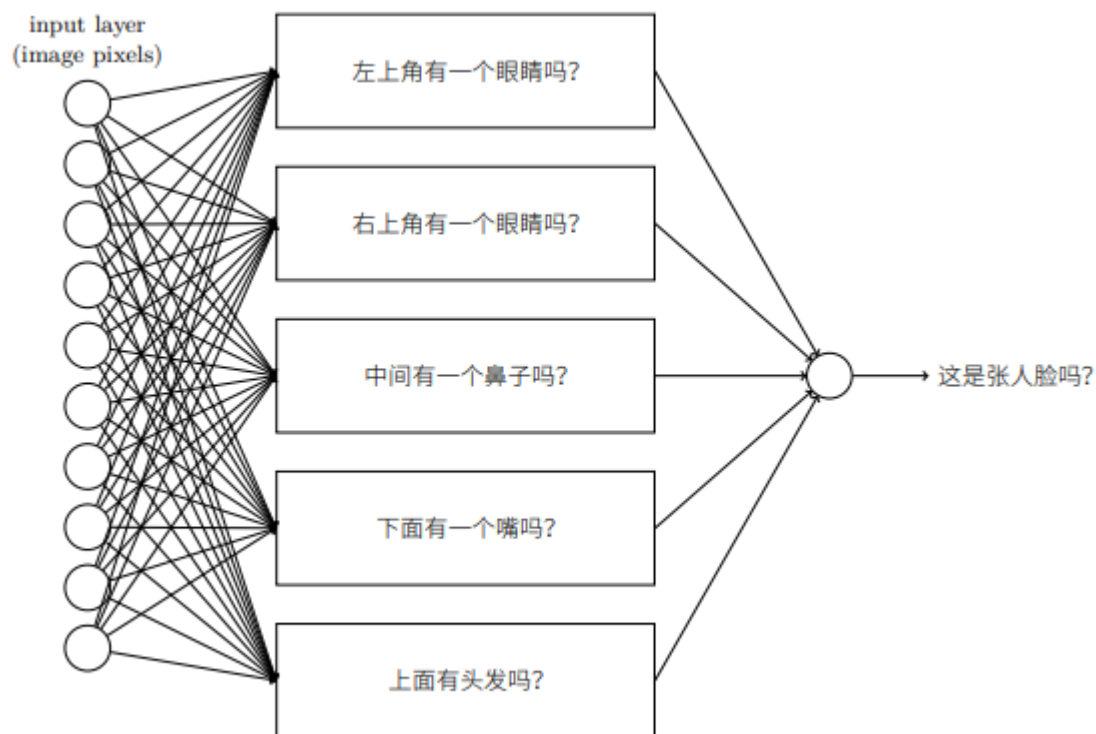 input layer
(image pixels)
左上角有一个眼睛吗？
右上角有一个眼睛吗？
中间有一个鼻子吗？
这是张人脸吗？
下面有一个嘴吗？
上面有头发吗？